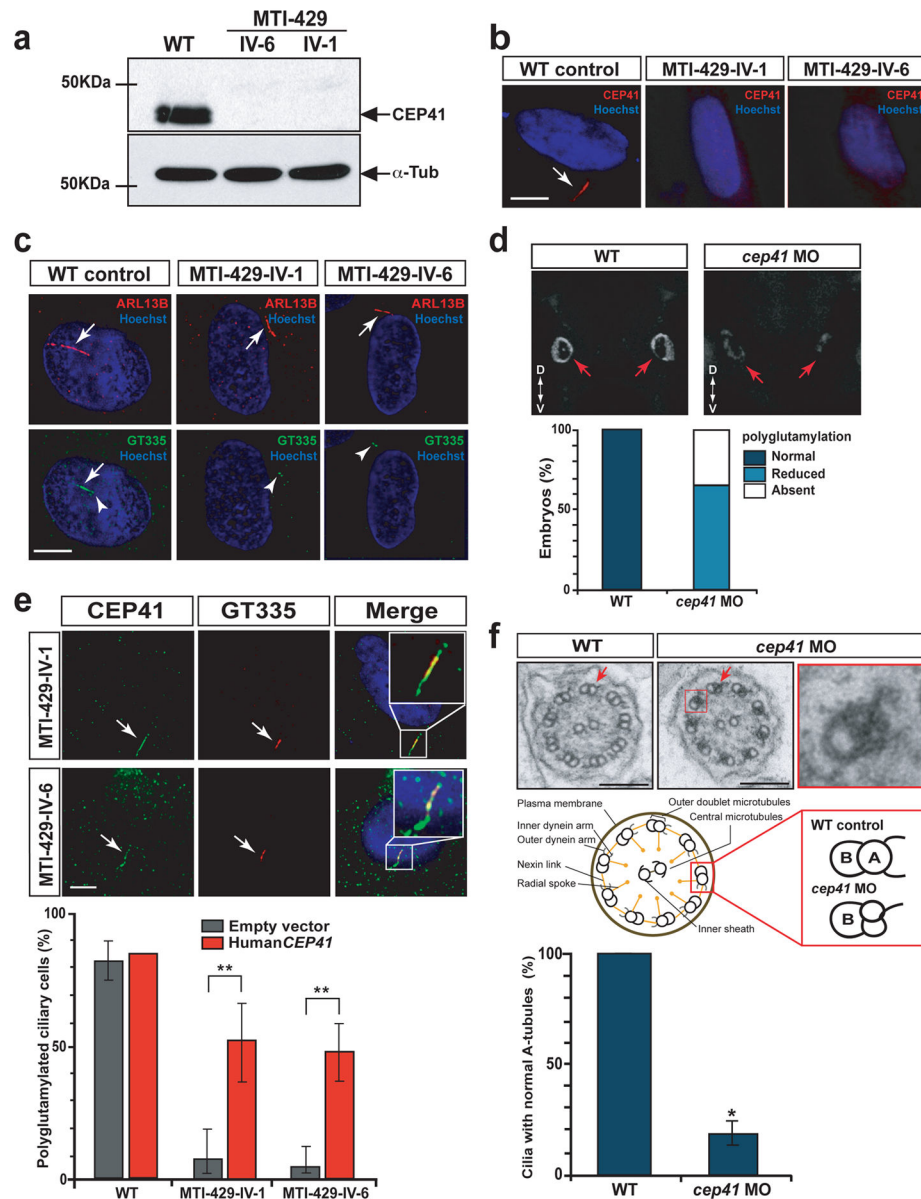 a
MTI-429
WT IV-6 IV-1
50KDa
CEP41
50KDa
α-Tub
b
WT control MTI-429-IV-1 MTI-429-IV-6
CEP41 CEP41 CEP41
Hoechst Hoechst Hoechst
c
WT control MTI-429-IV-1 MTI-429-IV-6
ARL13B ARL13B ARL13B
Hoechst Hoechst Hoechst
GT335 GT335 GT335
Hoechst Hoechst Hoechst
d
WT cep41 MO
D D
V V
Embryos (%)
100
50
0
WT cep41 MO
polyglutamylation
Normal
Reduced
Absent
e
CEP41 GT335 Merge
MTI-429-IV-1
MTI-429-IV-6
Polyglutamylated ciliary cells (%)
100
50
0
Empty vector
Human CEP41
** **
WT MTI-429-IV-1 MTI-429-IV-6
f
WT cep41 MO
Plasma membrane
Inner dynein arm
Outer dynein arm
Nexin link
Radial spoke
Outer doublet microtubules
Central microtubules
Inner sheath
WT control
B A
cep41 MO
B
Cilia with normal A-tubules (%)
100
50
0
*
WT cep41 MO